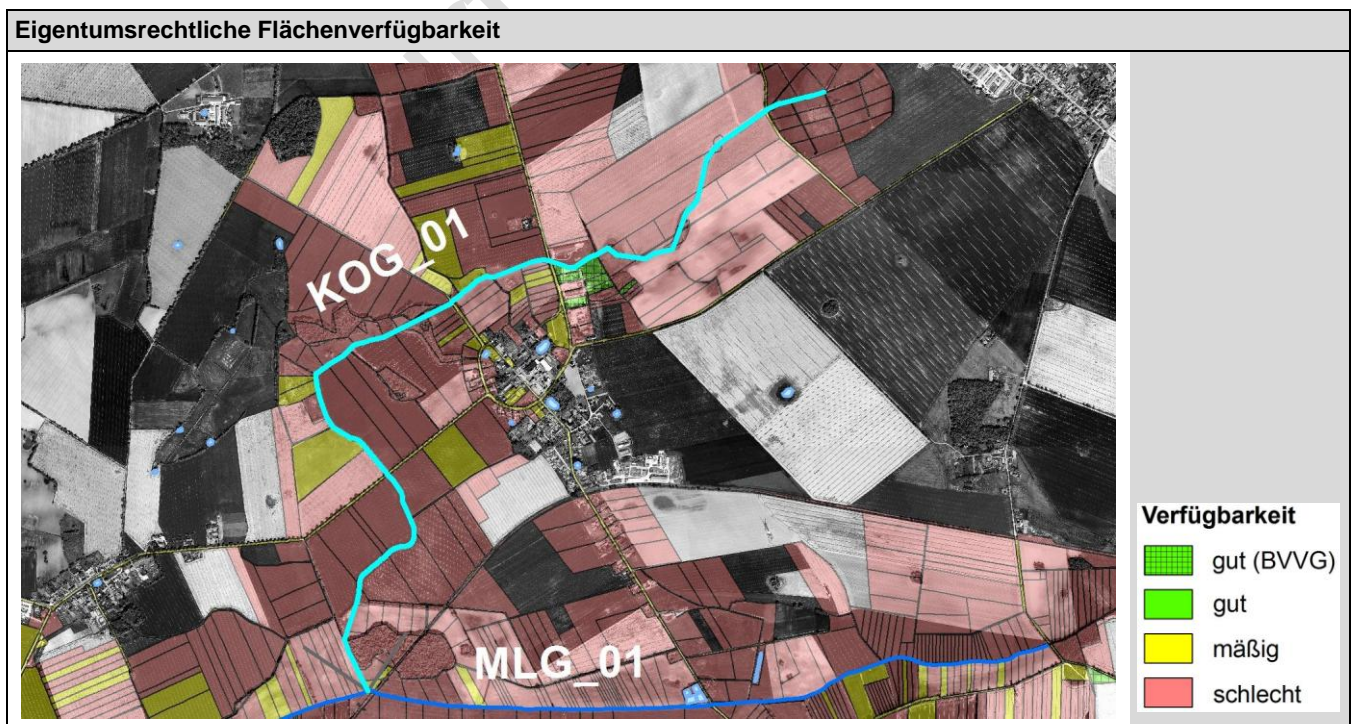 Eigentumsrechtliche Flächenverfügbarkeit
KOG_01
MLG_01
Verfügbarkeit
gut (BVVG)
gut
mäßig
schlecht